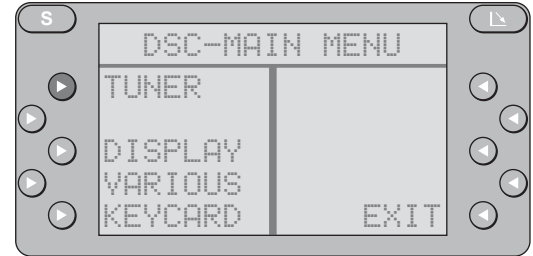 S
DSC-MAIN MENU
TUNER
DISPLAY
VARIOUS
KEYCARD EXIT